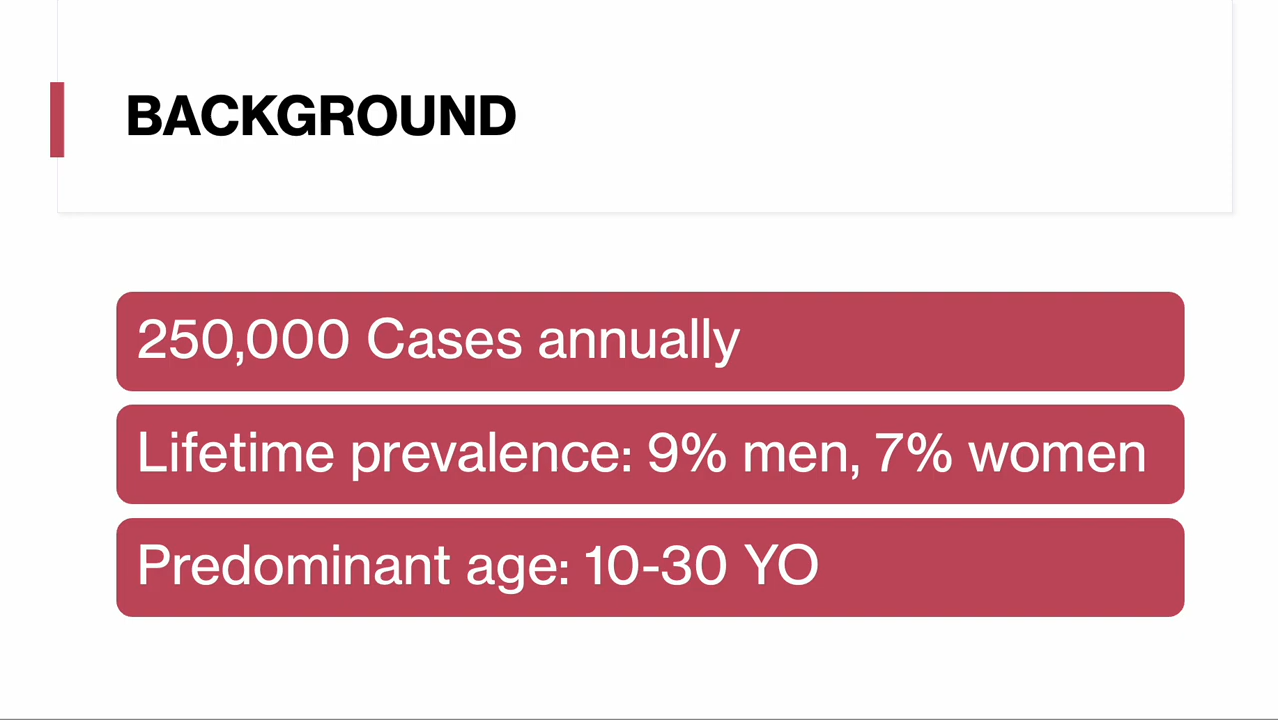 BACKGROUND
250,000 Cases annually
Lifetime prevalence: 9% men, 7% women
Predominant age: 10-30 YO